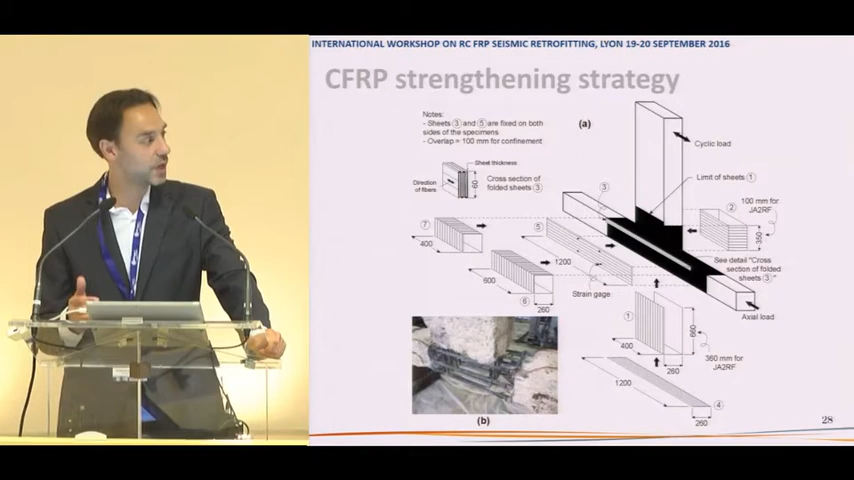 INTERNATIONAL WORKSHOP ON RC FRP SEISMIC RETROFITTING, LYON 19-20 SEPTEMBER 2016
CFRP strengthening strategy
Notes:
- Sheets 3 and 5 are fixed on both
sides of the specimens
- Overlap = 100 mm for confinement
(a)
Cyclic load
Sheet thickness
Direction
of fibers
60
Cross section of
folded sheets 3
3
Limit of sheets 1
2
100 mm for
JA2RF
350
7
400
5
1200
600
6
260
Strain gage
See detail "Cross
section of folded
sheets 3"
Axial load
1
660
400
260
360 mm for
JA2RF
1200
4
260
(b)
28